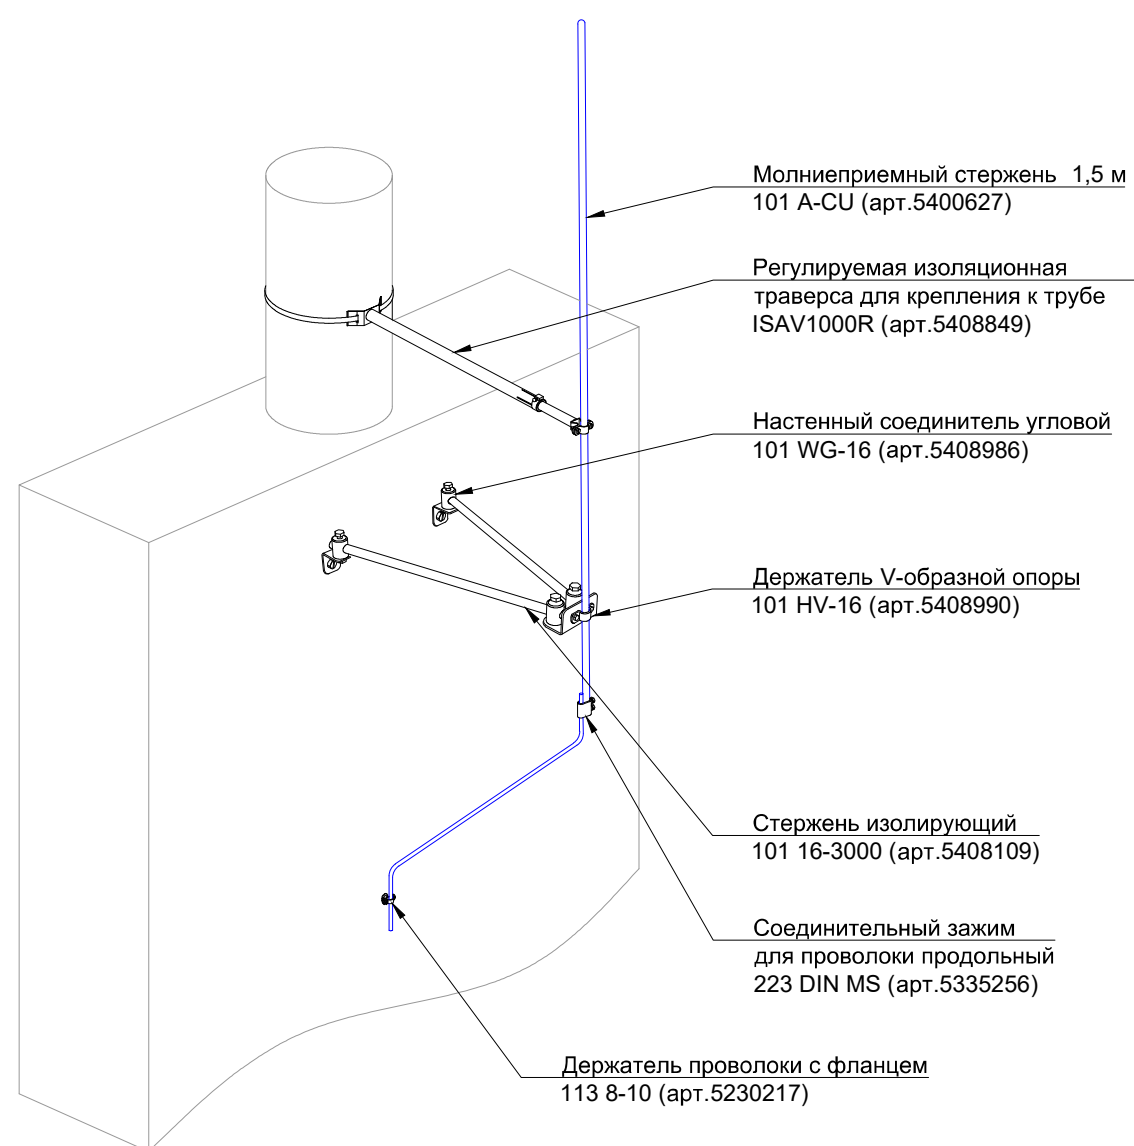 Молниеприемный стержень 1,5 м
101 A-CU (арт.5400627)
Регулируемая изоляционная
траверса для крепления к трубе
ISAV1000R (арт.5408849)
Настенный соединитель угловой
101 WG-16 (арт.5408986)
Держатель V-образной опоры
101 HV-16 (арт.5408990)
Стержень изолирующий
101 16-3000 (арт.5408109)
Соединительный зажим
для проволоки продольный
223 DIN MS (арт.5335256)
Держатель проволоки с фланцем
113 8-10 (арт.5230217)